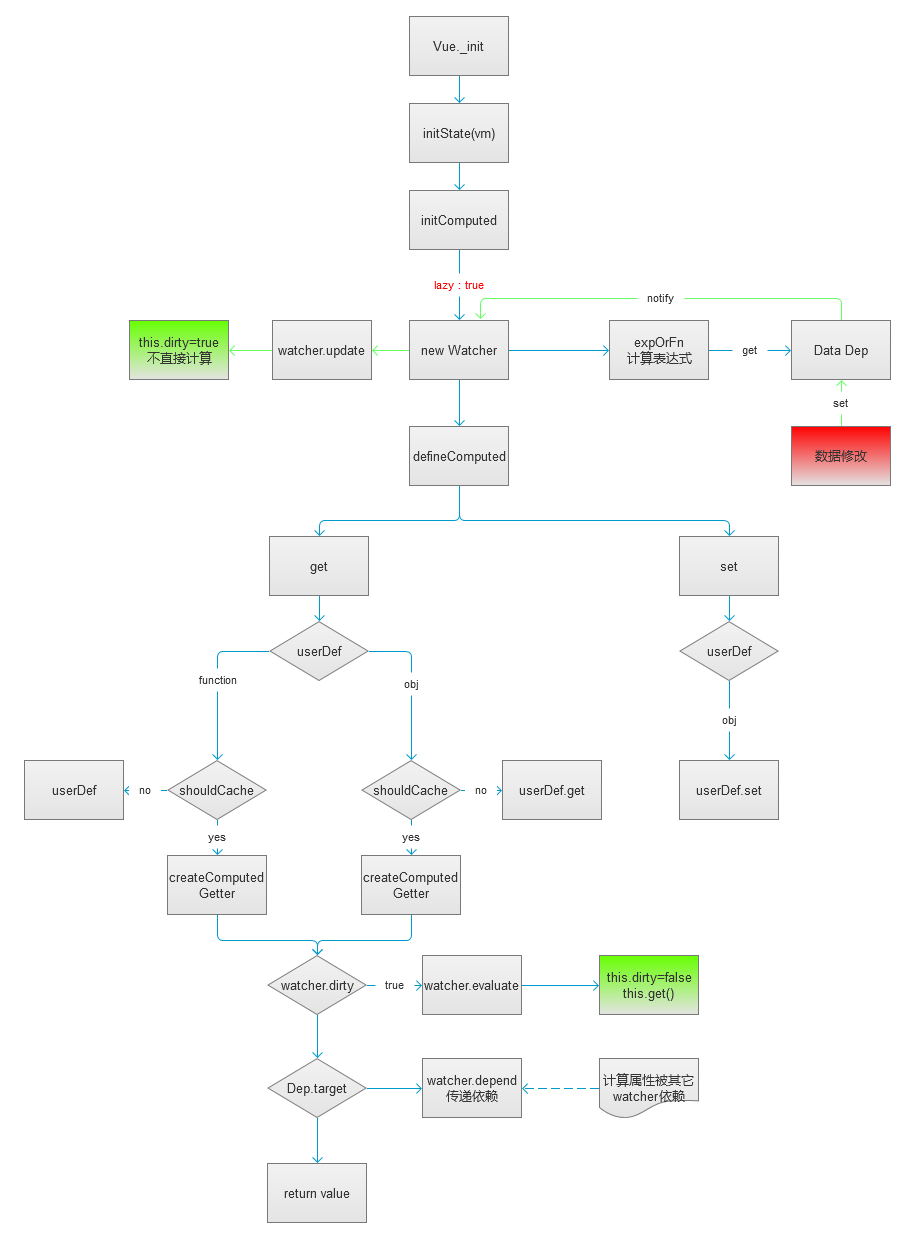 Vue._init
initState(vm)
initComputed
lazy : true
notify
this.dirty=true
不直接计算
watcher.update
new Watcher
expOrFn
计算表达式
get
Data Dep
set
数据修改
defineComputed
get
set
userDef
userDef
function
obj
obj
userDef
no
shouldCache
shouldCache
no
userDef.get
userDef.set
yes
yes
createComputed
Getter
createComputed
Getter
watcher.dirty
true
watcher.evaluate
this.dirty=false
this.get()
Dep.target
watcher.depend
传递依赖
计算属性被其它
watcher依赖
return value